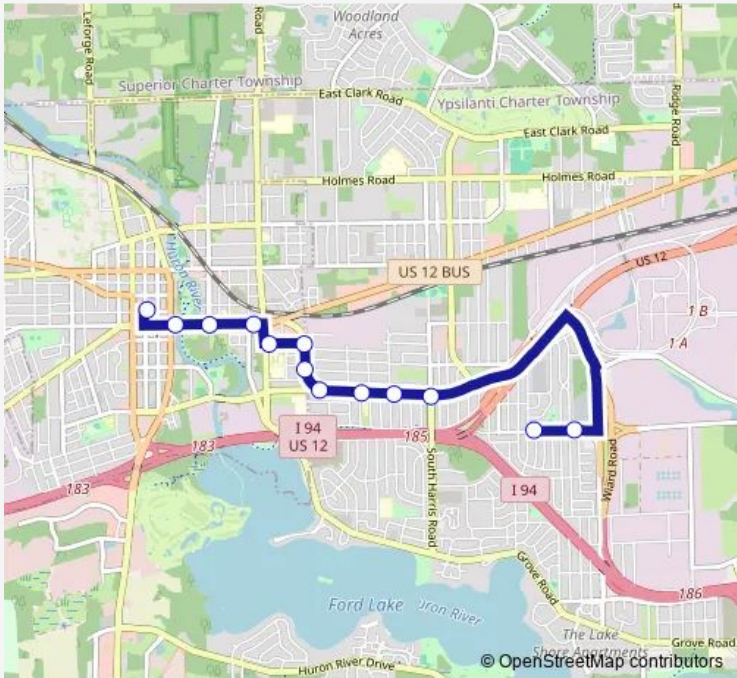 Woodland
Acres
Leforge Road
Superior Charter Township
East Clark Road
Ypsilanti Charter Township
Ridge Road
East Clark Road
Holmes Road
Holmes Road
Huron River
US 12 BUS
US 12
1 B
1 A
I 94
US 12
183
183
185
South Harris Road
I 94
Wiard Road
186
Grove Road
Ford Lake
uron River
The Lake
Shore Apartments
Grove Road
Huron River Drive
© OpenStreetMap contributors